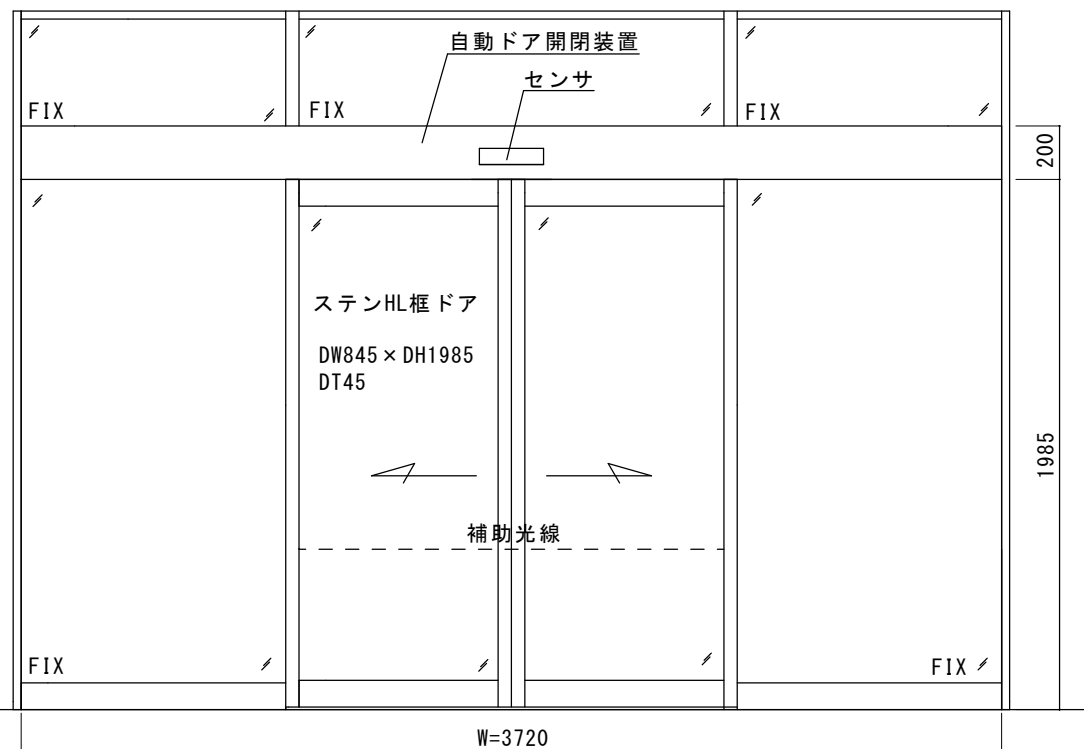 自動ドア開閉装置
センサ
FIX
FIX
FIX
200
ステンHL框ドア
DW845×DH1985
DT45
1985
補助光線
FIX
FIX
W=3720